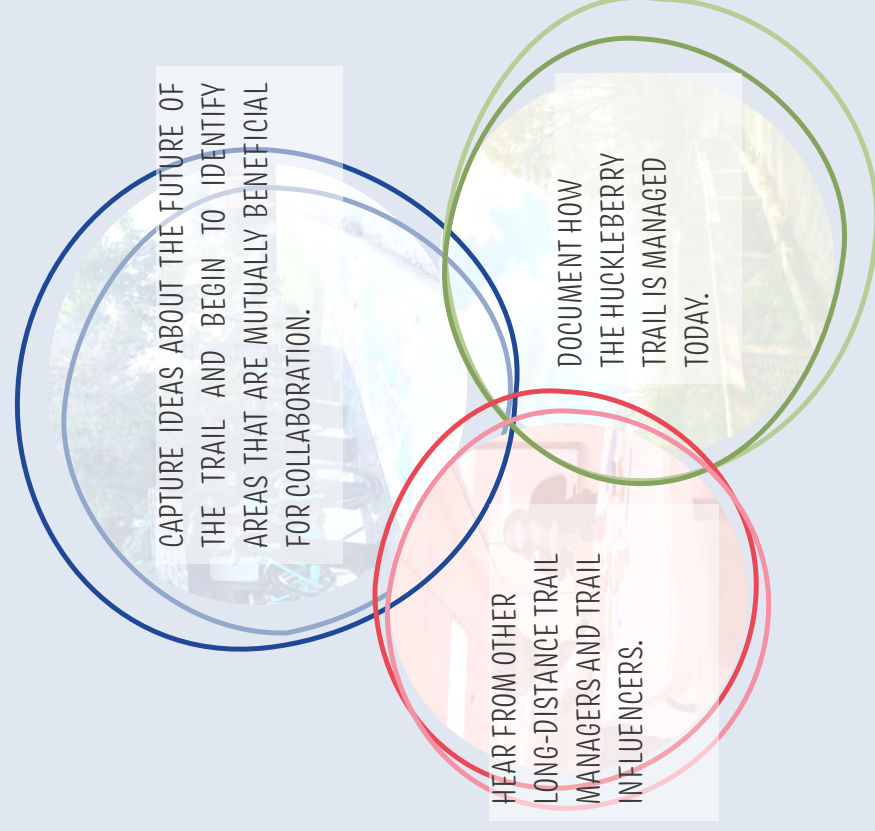 CAPTURE IDEAS ABOUT THE FUTURE OF
THE TRAIL AND BEGIN TO IDENTIFY
AREAS THAT ARE MUTUALLY BENEFICIAL
FOR COLLABORATION.
DOCUMENT HOW
THE HUCKLEBERRY
TRAIL IS MANAGED
TODAY.
HEAR FROM OTHER
LONG-DISTANCE TRAIL
MANAGERS AND TRAIL
INFLUENCERS.